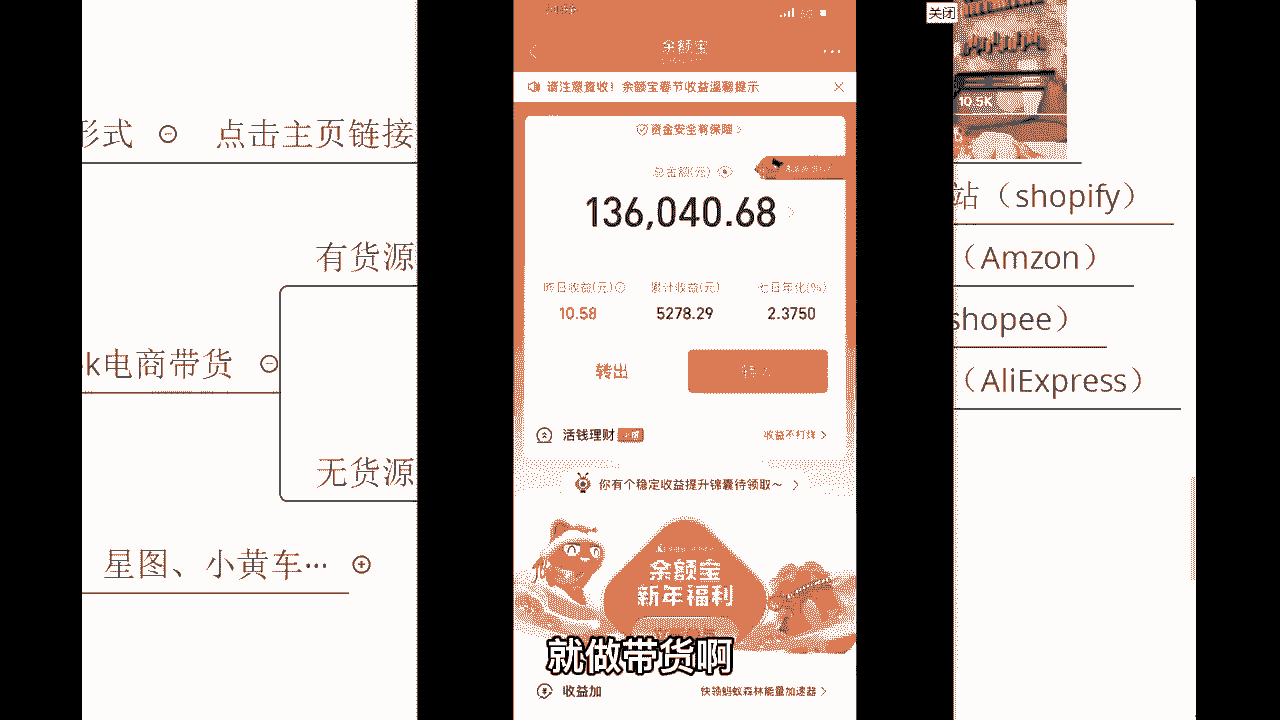 形式
点击主页链接
有货源
k电商带货
无货源
星图、小黄车…
余额宝
请注意查收！余额宝春节收益温馨提示
资金安全有保障
总金额(元)
136,040.68
昨日收益(元)
累计收益(元)
七日年化(%)
10.58
5278.29
2.3750
转出
转入
活钱理财
收益不打烊
你有个稳定收益提升锦囊待领取～
余额宝
新年福利
就做带货啊
收益加
快领蚂蚁森林能量加速器
关闭
10.5K
站（shopify）
（Amzon）
shopee）
（AliExpress）